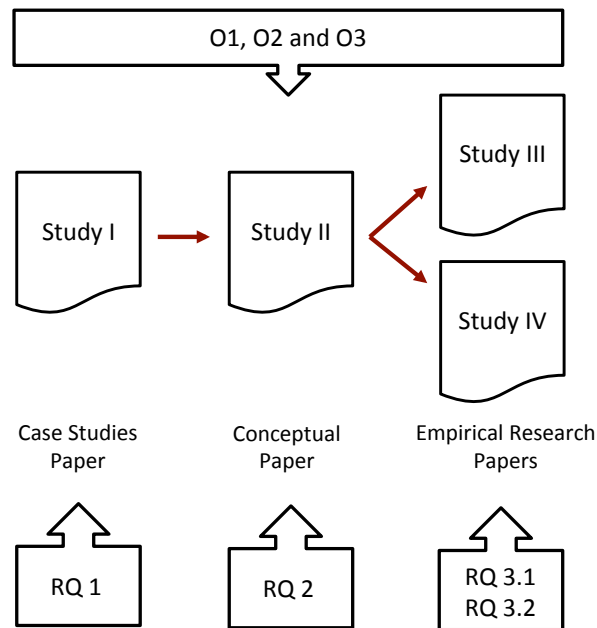 O1, O2 and O3
Study I
Study II
Study III
Study IV
Case Studies
Paper
Conceptual
Paper
Empirical Research
Papers
RQ 1
RQ 2
RQ 3.1
RQ 3.2